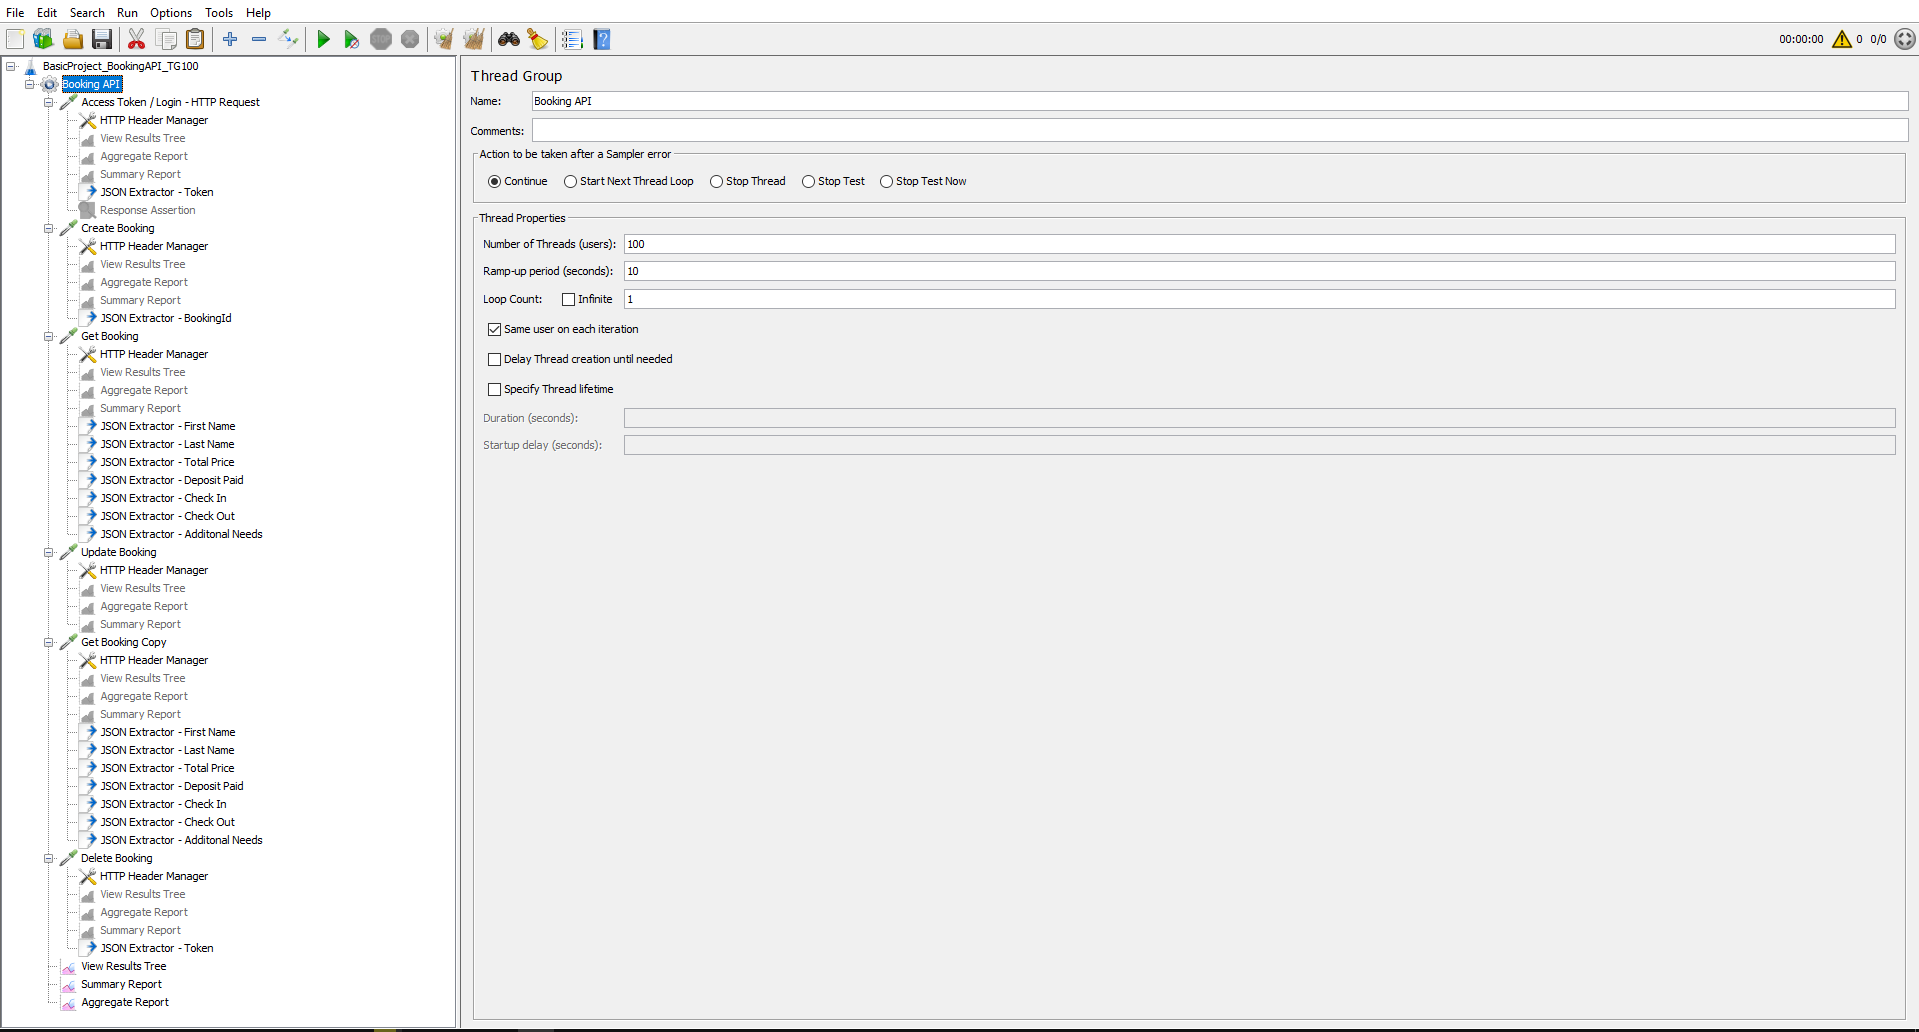 File Edit Search Run Options Tools Help
00:00:00 0 0/0
BasicProject_BookingAPI_TG100
Booking API
Access Token / Login - HTTP Request
HTTP Header Manager
View Results Tree
Aggregate Report
Summary Report
JSON Extractor - Token
Response Assertion
Create Booking
HTTP Header Manager
View Results Tree
Aggregate Report
Summary Report
JSON Extractor - BookingId
Get Booking
HTTP Header Manager
View Results Tree
Aggregate Report
Summary Report
JSON Extractor - First Name
JSON Extractor - Last Name
JSON Extractor - Total Price
JSON Extractor - Deposit Paid
JSON Extractor - Check In
JSON Extractor - Check Out
JSON Extractor - Additonal Needs
Update Booking
HTTP Header Manager
View Results Tree
Aggregate Report
Summary Report
Get Booking Copy
HTTP Header Manager
View Results Tree
Aggregate Report
Summary Report
JSON Extractor - First Name
JSON Extractor - Last Name
JSON Extractor - Total Price
JSON Extractor - Deposit Paid
JSON Extractor - Check In
JSON Extractor - Check Out
JSON Extractor - Additonal Needs
Delete Booking
HTTP Header Manager
View Results Tree
Aggregate Report
Summary Report
JSON Extractor - Token
View Results Tree
Summary Report
Aggregate Report
Thread Group
Name: Booking API
Comments:
Action to be taken after a Sampler error
Continue Start Next Thread Loop Stop Thread Stop Test Stop Test Now
Thread Properties
Number of Threads (users): 100
Ramp-up period (seconds): 10
Loop Count: Infinite 1
Same user on each iteration
Delay Thread creation until needed
Specify Thread lifetime
Duration (seconds):
Startup delay (seconds):